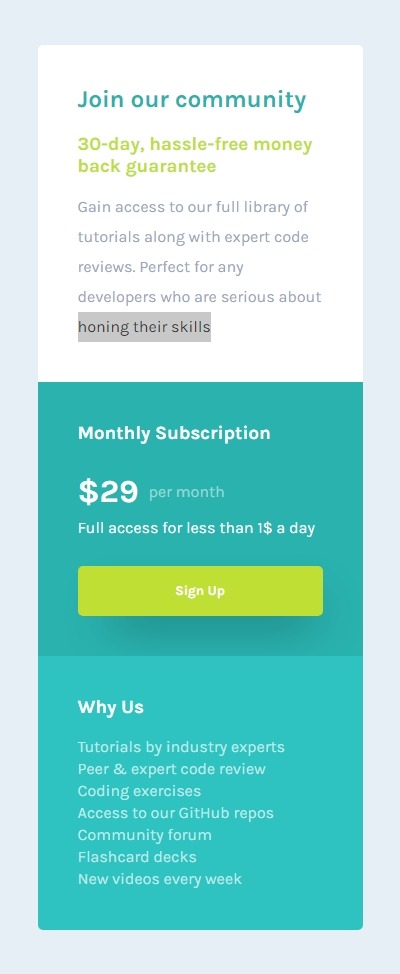 Join our community
30-day, hassle-free money
back guarantee
Gain access to our full library of
tutorials along with expert code
reviews. Perfect for any
developers who are serious about
honing their skills
Monthly Subscription
$29 per month
Full access for less than 1$ a day
Sign Up
Why Us
Tutorials by industry experts
Peer & expert code review
Coding exercises
Access to our GitHub repos
Community forum
Flashcard decks
New videos every week